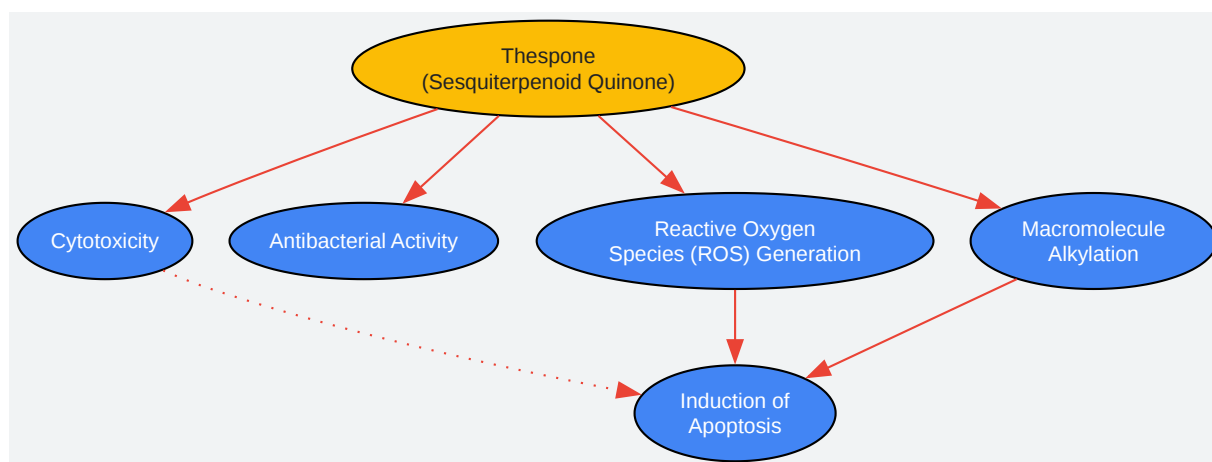 Thespone
(Sesquiterpenoid Quinone)
Cytotoxicity
Antibacterial Activity
Reactive Oxygen
Species (ROS) Generation
Macromolecule
Alkylation
Induction of
Apoptosis